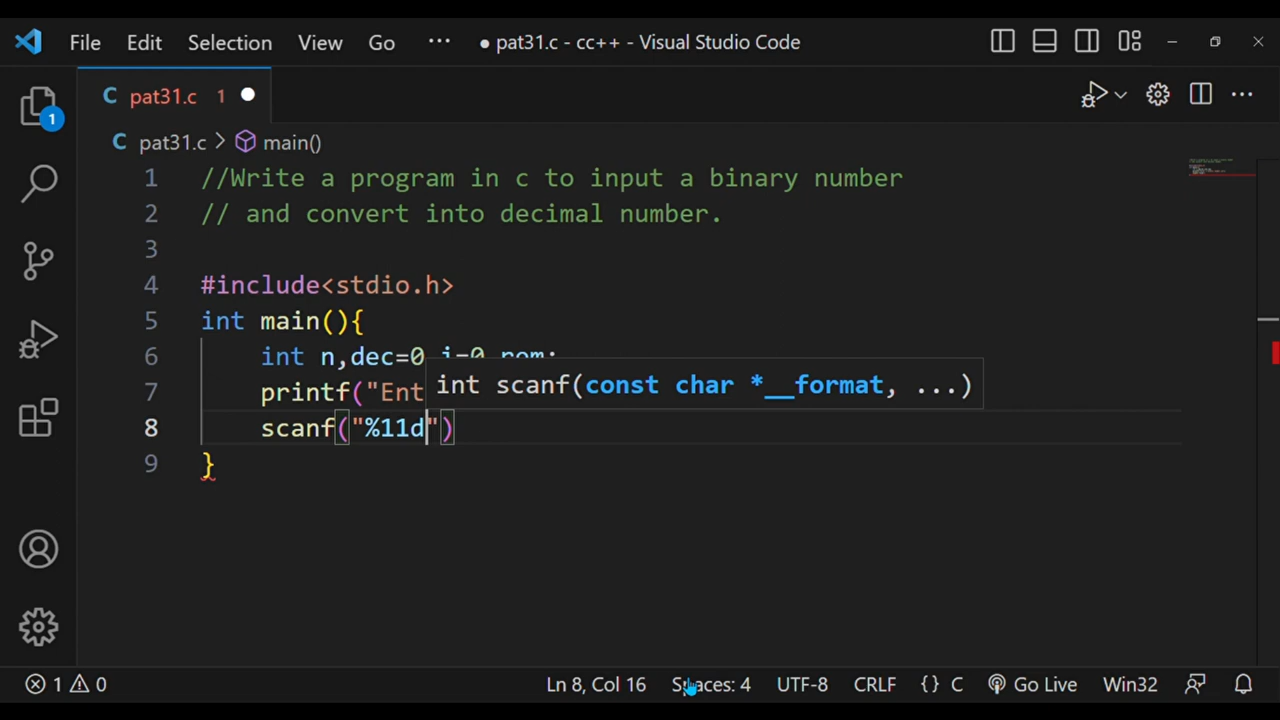 File Edit Selection View Go ··· ● pat31.c - cc++ - Visual Studio Code
C pat31.c 1 ●
C pat31.c > main()
1 //Write a program in c to input a binary number
2 // and convert into decimal number.
3
4 #include<stdio.h>
5 int main(){
6 int n,dec=0
7 printf("Ent
int scanf(const char *__format, ...)
8 scanf("%11d")
9 }
1
1 0 Ln 8, Col 16 Spaces: 4 UTF-8 CRLF {} C Go Live Win32